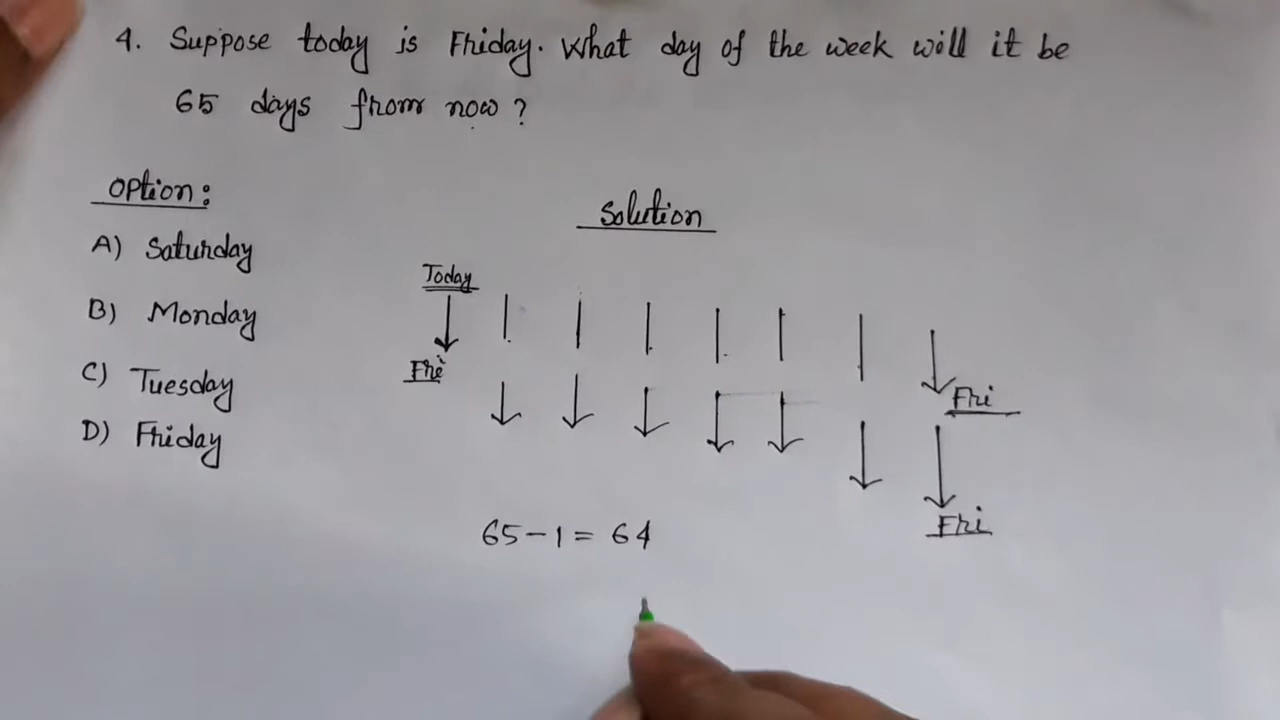 4. Suppose today is Friday. What day of the week will it be
65 days from now?
Option:
A) Saturday
B) Monday
C) Tuesday
D) Friday
Solution
Today
Fri
Fri
Fri
65-1= 64